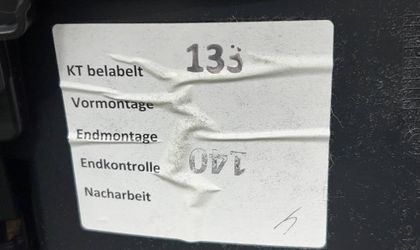 KT belabelt 133
Vormontage
Endmontage
Endkontrolle 140
Nacharbeit